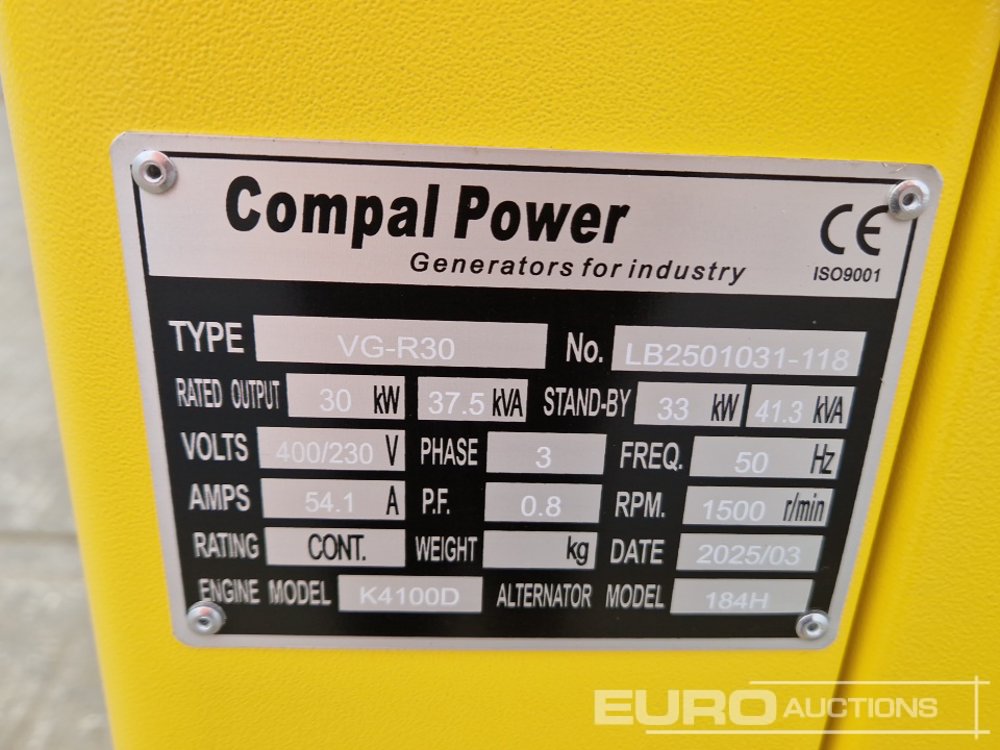 Compal Power
Generators for industry
CE
ISO9001
TYPE VG-R30 No. LB2501031-118
RATED OUTPUT 30 kW 37.5 kVA STAND-BY 33 kW 41.3 kVA
VOLTS 400/230 V PHASE 3 FREQ. 50 Hz
AMPS 54.1 A P.F. 0.8 RPM. 1500 r/min
RATING CONT. WEIGHT kg DATE 2025/03
ENGINE MODEL K4100D ALTERNATOR MODEL 184H
EURO AUCTIONS